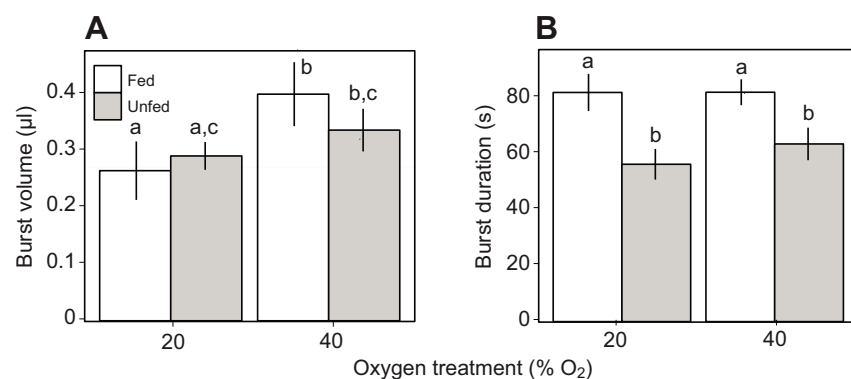 A
B
Fed
Unfed
a
a,c
b
b,c
0.4
0.3
0.2
0.1
0
Burst volume (µl)
20
40
a
b
a
b
80
60
40
20
0
Burst duration (s)
20
40
Oxygen treatment (% O₂)